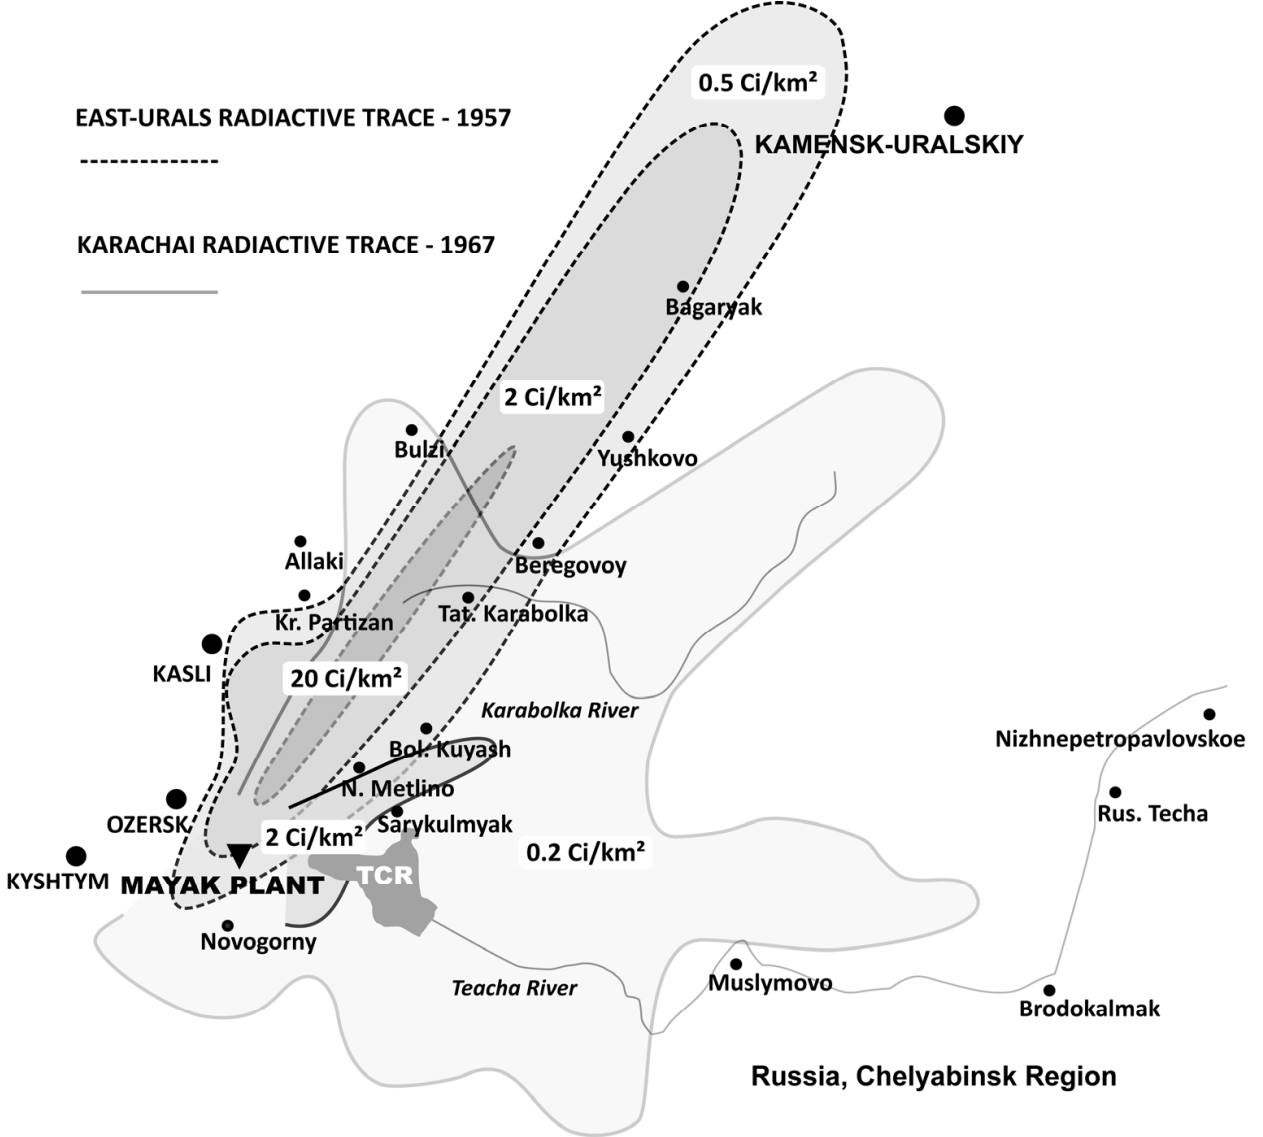 0.5 Ci/km²
EAST-URALS RADIACTIVE TRACE - 1957
KAMENSK-URALSKIY
KARACHAI RADIACTIVE TRACE - 1967
Bagaryak
2 Ci/km²
Bulzi
Yushkovo
Allaki
Beregovoy
Kr. Partizan
Tat. Karabolka
KASLI
20 Ci/km²
Karabolka River
Nizhnepetropavlovskoe
Bol. Kuyash
N. Metlino
Rus. Techa
OZERSK
Sarykulmyak
2 Ci/km²
0.2 Ci/km²
TCR
KYSHTYM
MAYAK PLANT
Novogorny
Teacha River
Muslymovo
Brodokalmak
Russia, Chelyabinsk Region